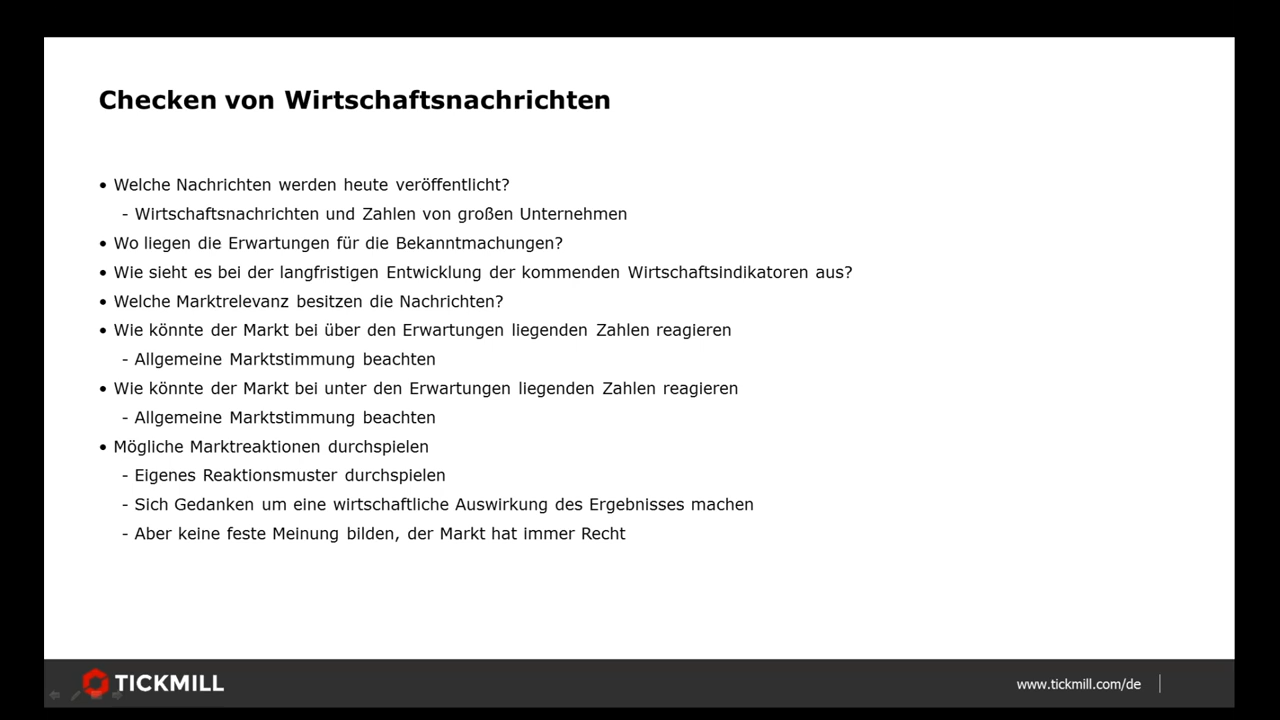 Checken von Wirtschaftsnachrichten
• Welche Nachrichten werden heute veröffentlicht?
- Wirtschaftsnachrichten und Zahlen von großen Unternehmen
• Wo liegen die Erwartungen für die Bekanntmachungen?
• Wie sieht es bei der langfristigen Entwicklung der kommenden Wirtschaftsindikatoren aus?
• Welche Marktrelevanz besitzen die Nachrichten?
• Wie könnte der Markt bei über den Erwartungen liegenden Zahlen reagieren
- Allgemeine Marktstimmung beachten
• Wie könnte der Markt bei unter den Erwartungen liegenden Zahlen reagieren
- Allgemeine Marktstimmung beachten
• Mögliche Marktreaktionen durchspielen
- Eigenes Reaktionsmuster durchspielen
- Sich Gedanken um eine wirtschaftliche Auswirkung des Ergebnisses machen
- Aber keine feste Meinung bilden, der Markt hat immer Recht
TICKMILL
www.tickmill.com/de